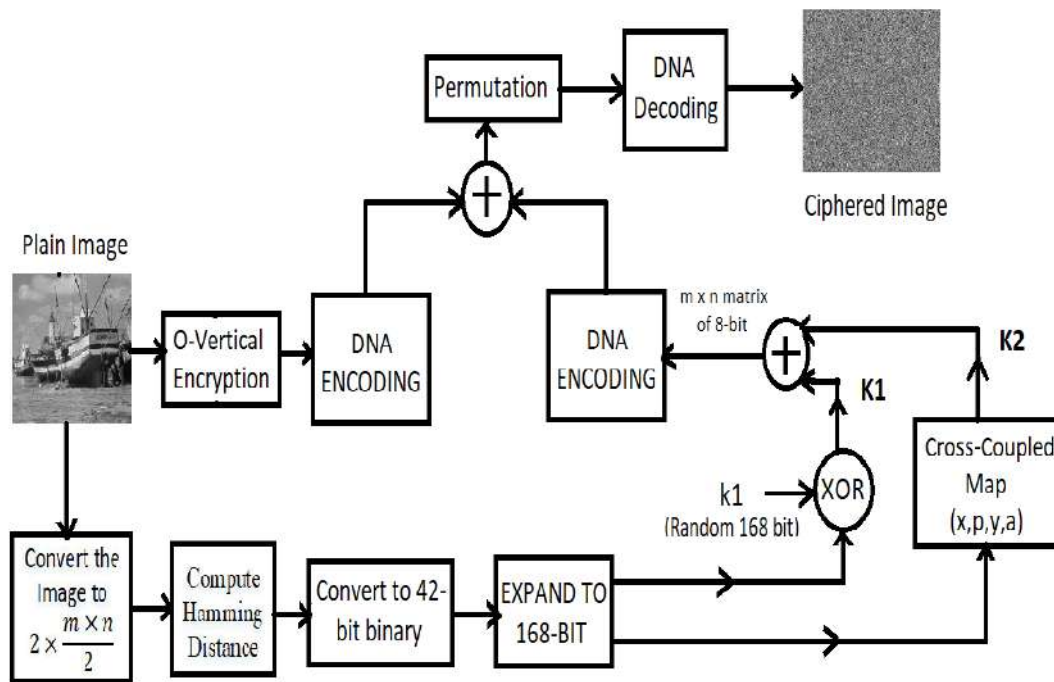 Permutation
DNA
Decoding
Ciphered Image
Plain Image
O-Vertical
Encryption
DNA
ENCODING
DNA
ENCODING
m x n matrix
of 8-bit
K2
K1
Cross-Coupled
Map
(x,p,y,a)
k1
(Random 168 bit)
XOR
Convert the
Image to
2 × \frac{m × n}{2}
Compute
Hamming
Distance
Convert to 42-
bit binary
EXPAND TO
168-BIT